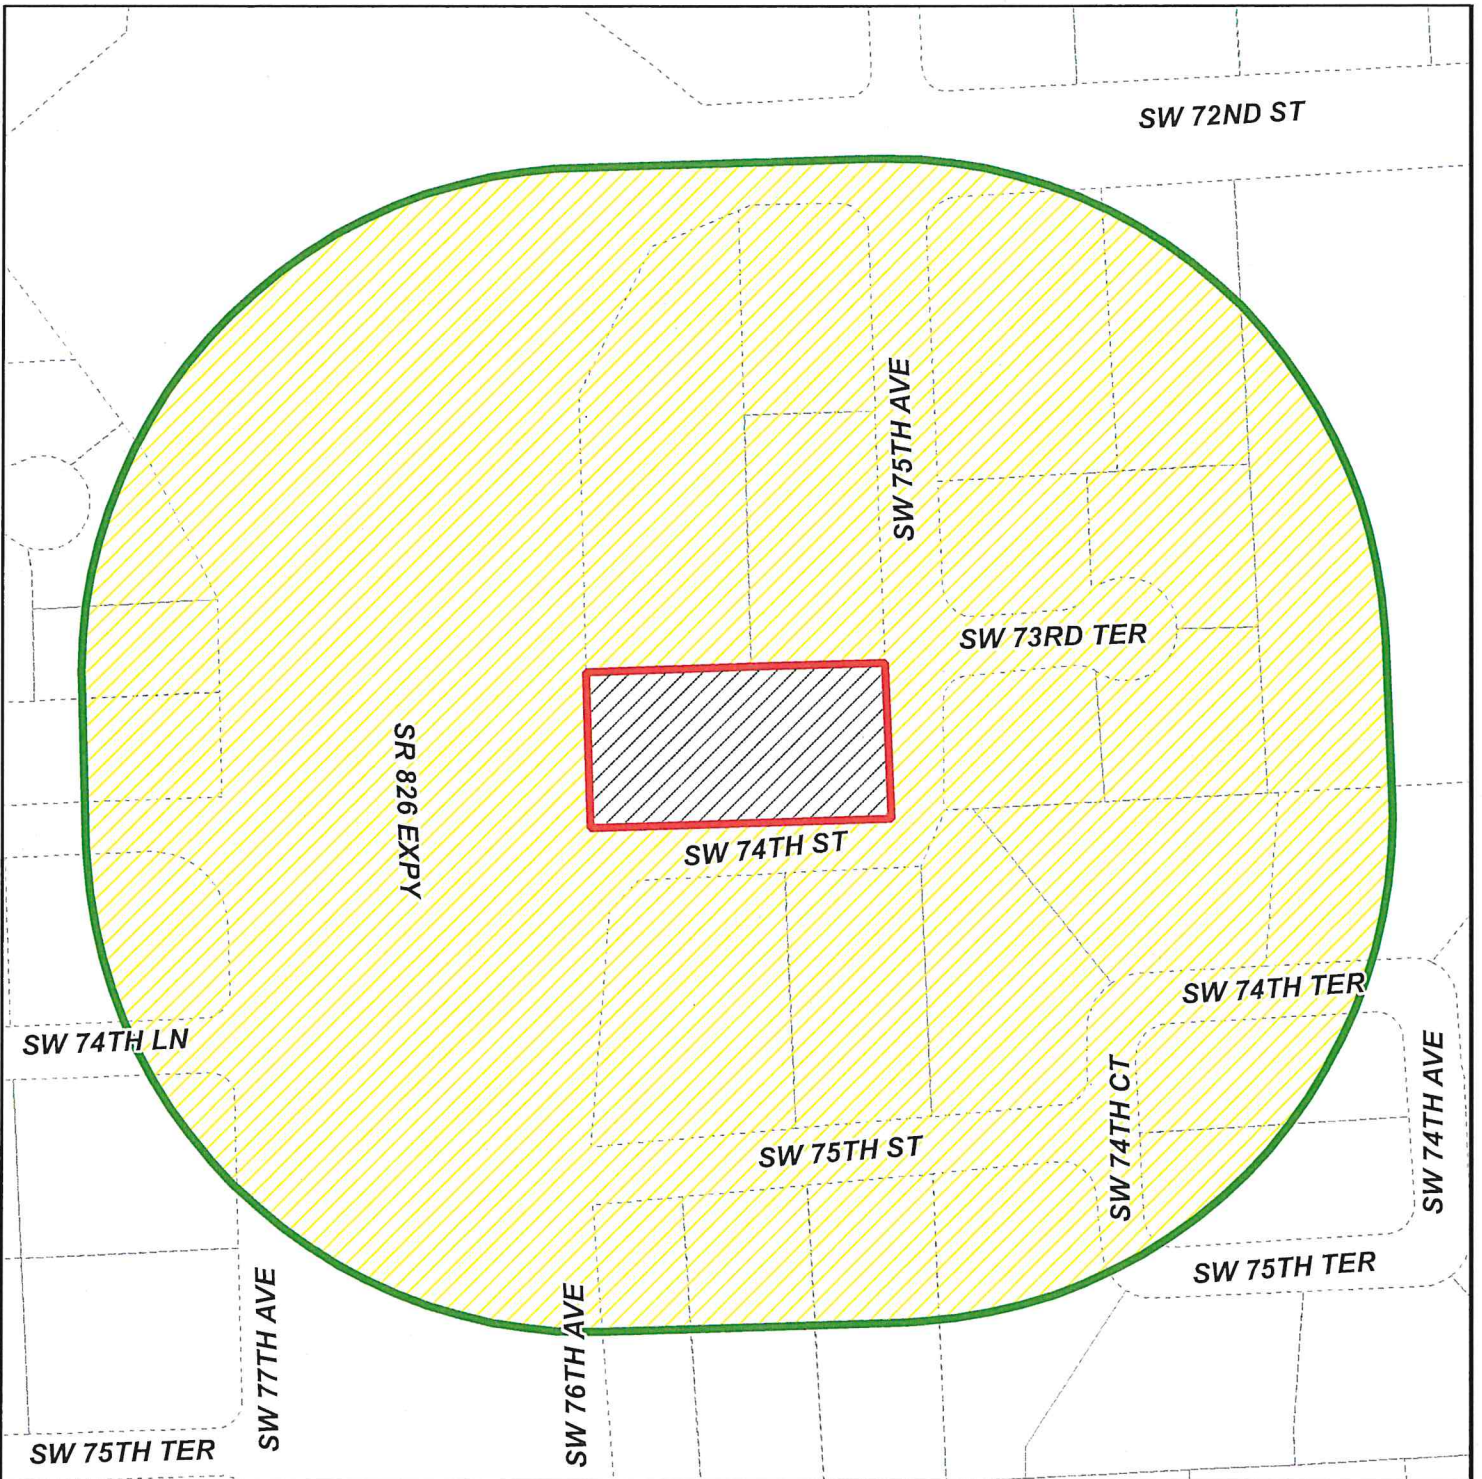 SW 72ND ST
SW 75TH AVE
SW 73RD TER
SR 826 EXPY
SW 74TH ST
SW 74TH TER
SW 74TH LN
SW 74TH CT
SW 74TH AVE
SW 75TH ST
SW 75TH TER
SW 77TH AVE
SW 76TH AVE
SW 75TH TER